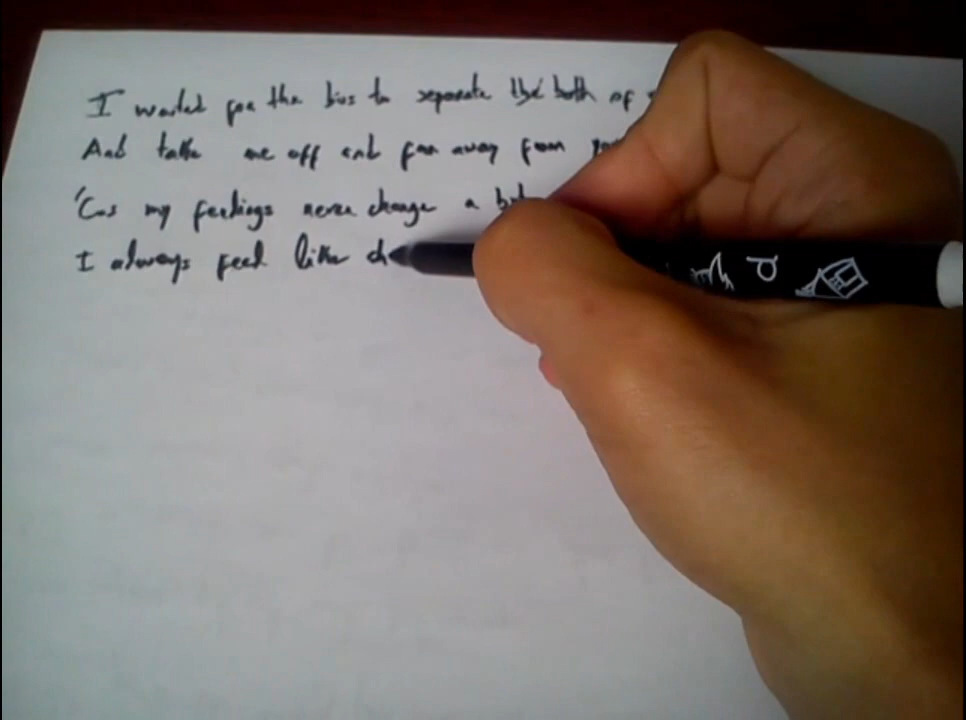 I waited for the bus to separate the both of
And take me off and far away from
'Cos my feelings never change a bit
I always feel like